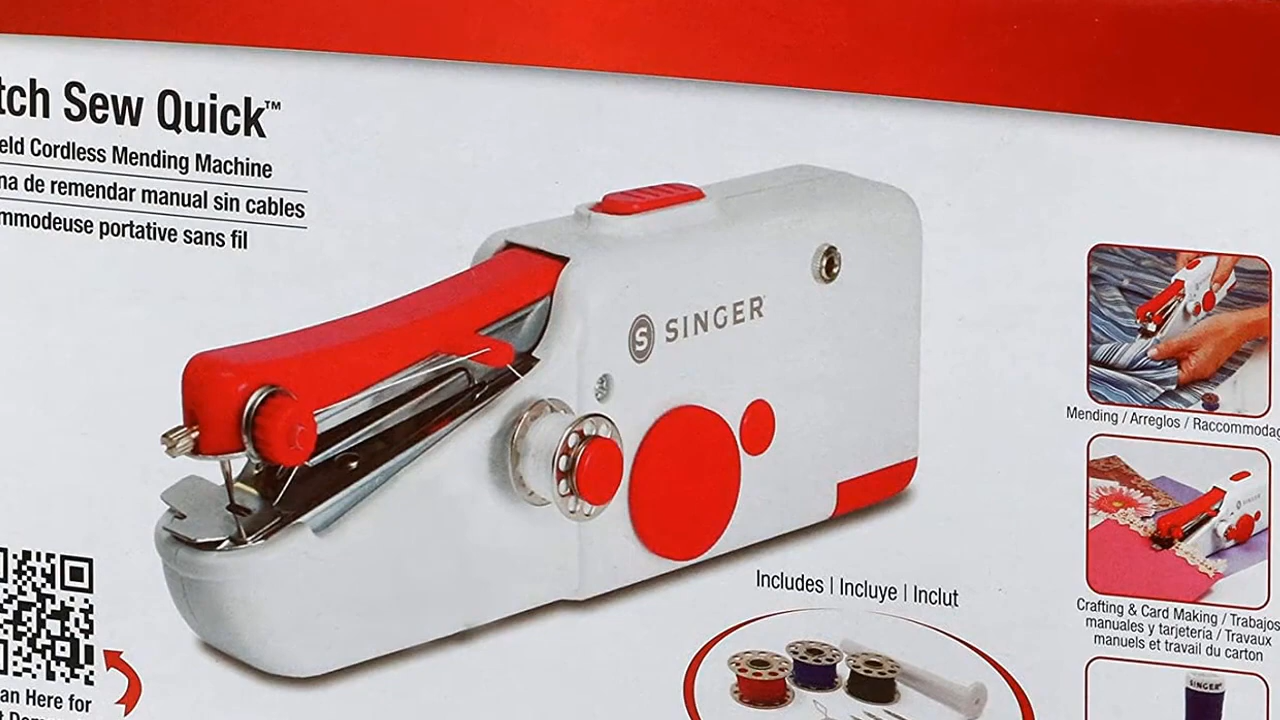 tch Sew Quick™
eld Cordless Mending Machine
na de remendar manual sin cables
mmodeuse portative sans fil
S SINGER
Mending / Arreglos / Raccommodag
Includes | Incluye | Inclut
Crafting & Card Making / Trabajos
manuales y tarjeteria / Travaux
manuels et travail du carton
SINGER
an Here for